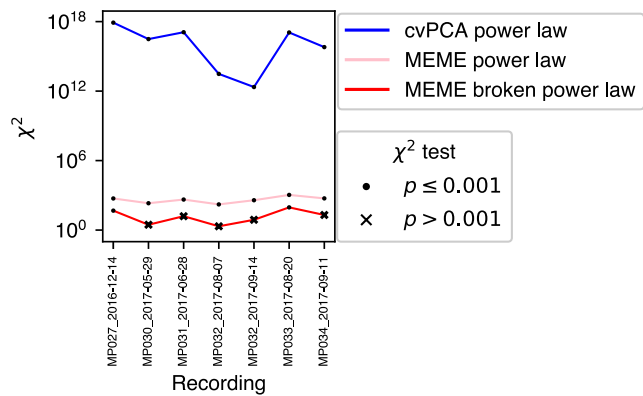 10^18
10^12
10^6
10^0
χ²
MP027_2016-12-14
MP030_2017-05-29
MP031_2017-06-28
MP032_2017-08-07
MP032_2017-09-14
MP033_2017-08-20
MP034_2017-09-11
Recording
cvPCA power law
MEME power law
MEME broken power law
χ² test
p ≤ 0.001
p > 0.001